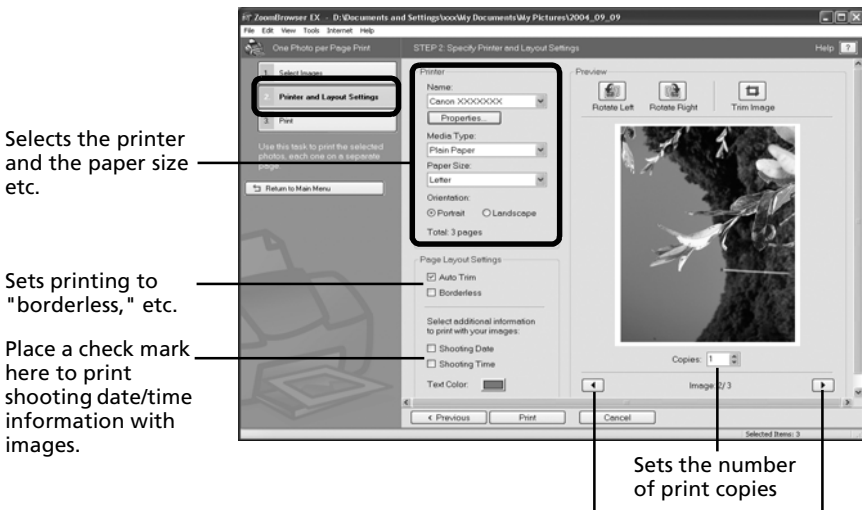 ZoomBrowser EX - D:\Documents and Settings\xxx\My Documents\My Pictures\2004_09_09
File Edit View Tools Internet Help
One Photo per Page Print
STEP 2: Specify Printer and Layout Settings
Help ?
1. Select Images
2. Printer and Layout Settings
3. Print
Use this task to print the selected
photos, each one on a separate
page.
Return to Main Menu
Printer
Name:
Canon XXXXXXX
Properties...
Media Type:
Plain Paper
Paper Size:
Letter
Orientation:
Portrait Landscape
Total: 3 pages
Page Layout Settings
Auto Trim
Borderless
Select additional information
to print with your images:
Shooting Date
Shooting Time
Text Color:
Preview
Rotate Left Rotate Right Trim Image
Copies: 1
Image: 2/3
< Previous Print Cancel
Selected Items: 3
Selects the printer
and the paper size
etc.
Sets printing to
"borderless," etc.
Place a check mark
here to print
shooting date/time
information with
images.
Sets the number
of print copies